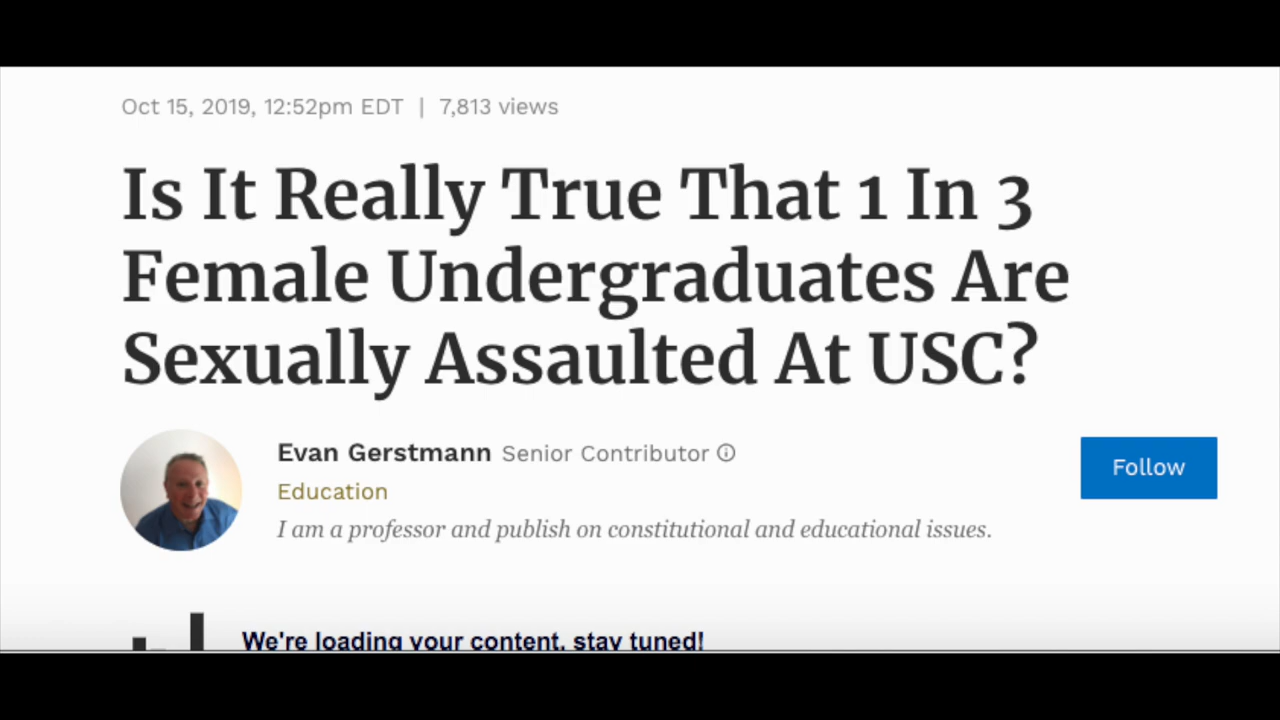 Oct 15, 2019, 12:52pm EDT | 7,813 views
Is It Really True That 1 In 3
Female Undergraduates Are
Sexually Assaulted At USC?
Evan Gerstmann Senior Contributor
Follow
Education
I am a professor and publish on constitutional and educational issues.
We're loading your content, stay tuned!